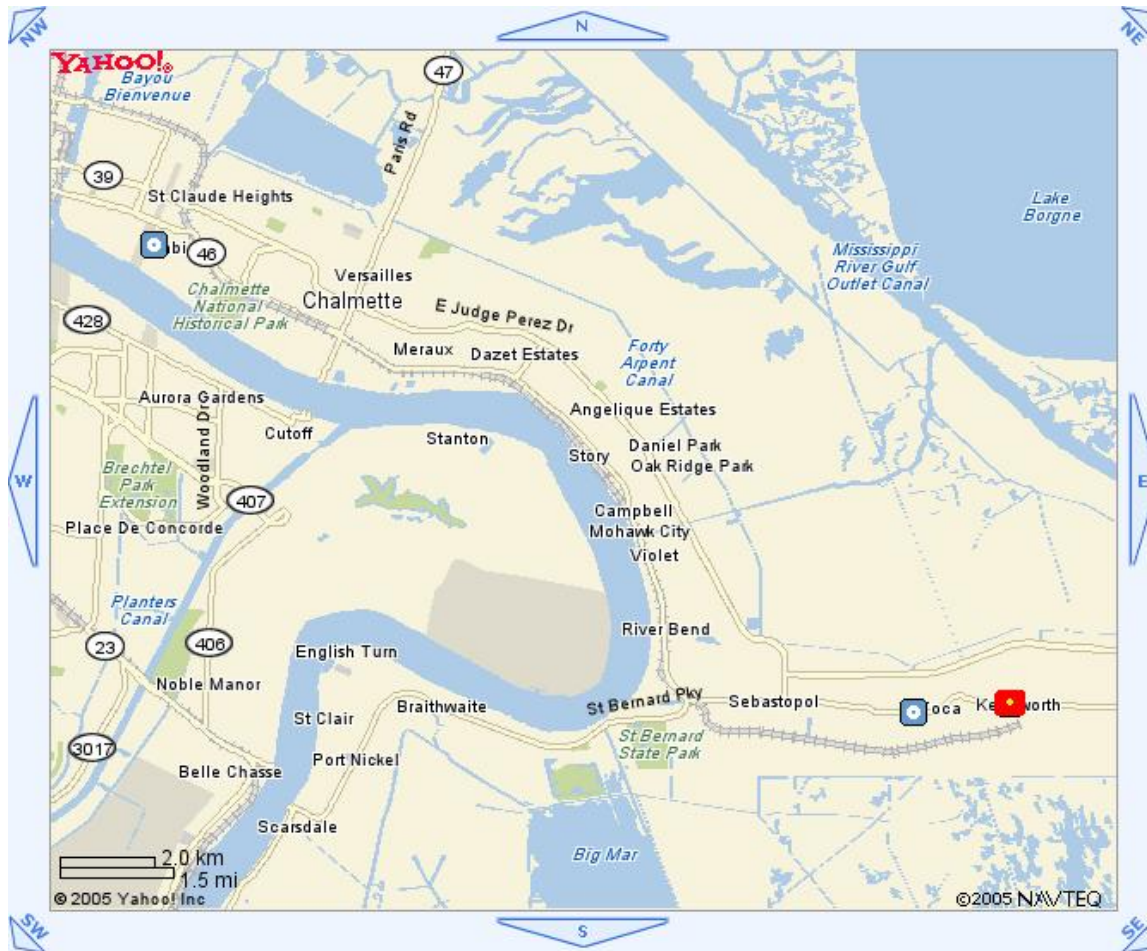 NW
N
NE
YAHOO!
Bayou
Bienvenue
47
Paris Rd
39
St Claude Heights
Lake
Borgne
46
Mississippi
River Gulf
Outlet Canal
Versailles
Chalmette
National
Historical Park
Chalmette
E Judge Perez Dr
428
Meraux
Dazet Estates
Forty
Arpent
Canal
Aurora Gardens
Woodland Dr
Angelique Estates
Cutoff
Stanton
Daniel Park
Story
Oak Ridge Park
W
E
Brechtel
Park
Extension
407
Campbell
Place De Concorde
Mohawk City
Violet
Planters
Canal
River Bend
23
406
English Turn
Noble Manor
St Clair
Braithwaite
St Bernard Pky
Sebastopol
St Bernard
State Park
3017
Port Nickel
Belle Chasse
Scarsdale
Big Mar
2.0 km
1.5 mi
© 2005 Yahoo! Inc
©2005 NAVTEQ
SW
S
SE